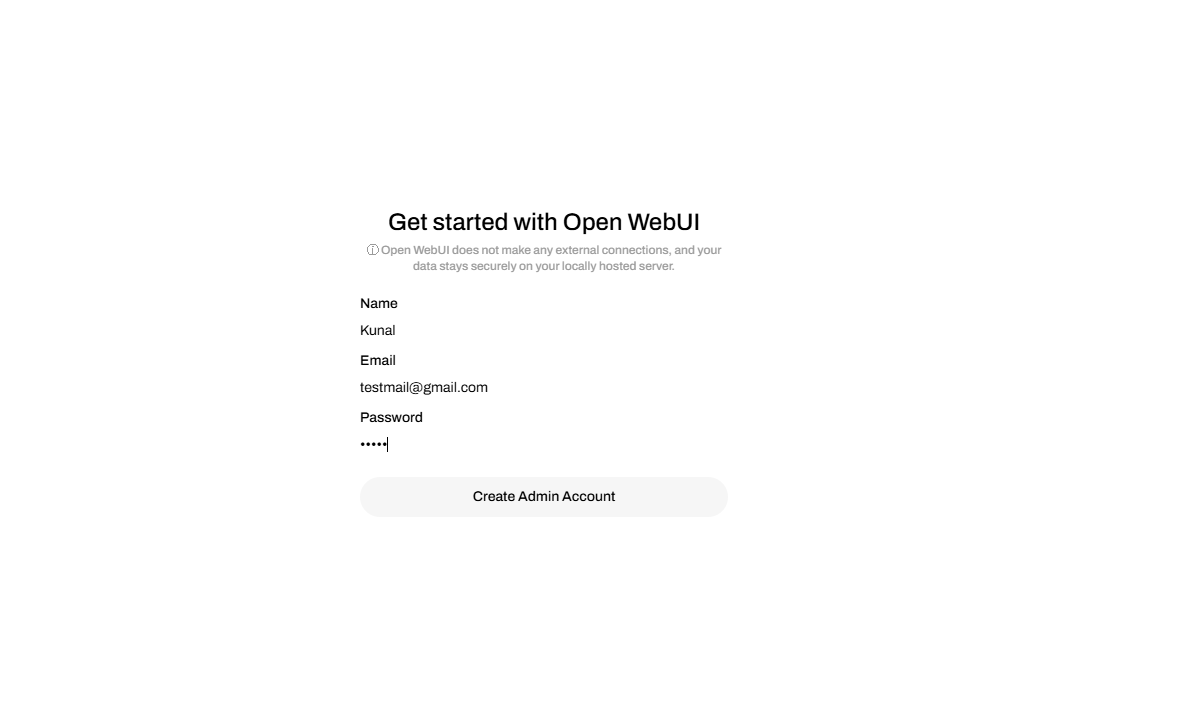 Get started with Open WebUI
ⓘ Open WebUI does not make any external connections, and your
data stays securely on your locally hosted server.
Name
Kunal
Email
testmail@gmail.com
Password
•••••
Create Admin Account